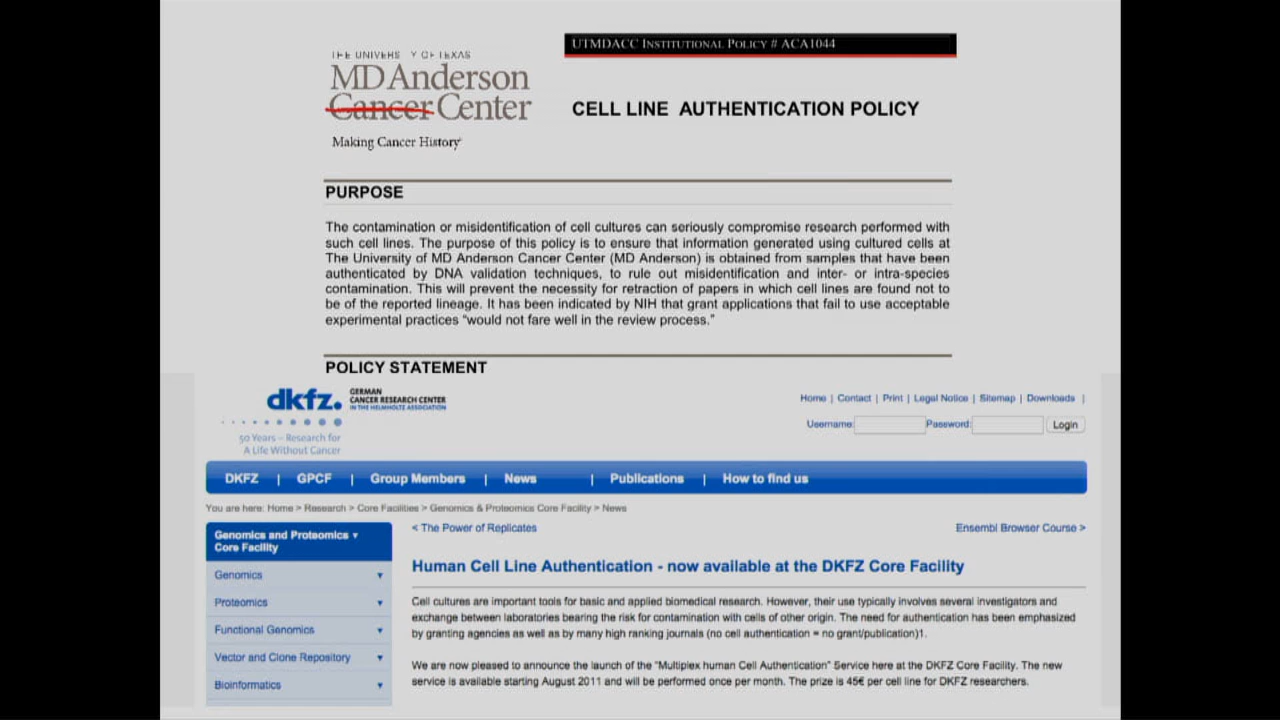 THE UNIVERSITY OF TEXAS
MD Anderson
Cancer Center
Making Cancer History
UTMDACC INSTITUTIONAL POLICY # ACA1044
CELL LINE AUTHENTICATION POLICY
PURPOSE
The contamination or misidentification of cell cultures can seriously compromise research performed with
such cell lines. The purpose of this policy is to ensure that information generated using cultured cells at
The University of MD Anderson Cancer Center (MD Anderson) is obtained from samples that have been
authenticated by DNA validation techniques, to rule out misidentification and inter- or intra-species
contamination. This will prevent the necessity for retraction of papers in which cell lines are found not to
be of the reported lineage. It has been indicated by NIH that grant applications that fail to use acceptable
experimental practices “would not fare well in the review process.”
POLICY STATEMENT
dkfz.
GERMAN
CANCER RESEARCH CENTER
IN THE HELMHOLTZ ASSOCIATION
50 Years – Research for
A Life Without Cancer
Home | Contact | Print | Legal Notice | Sitemap | Downloads |
Username: Password: Login
DKFZ | GPCF | Group Members | News | Publications | How to find us
You are here: Home > Research > Core Facilities > Genomics & Proteomics Core Facility > News
Genomics and Proteomics
Core Facility
Genomics
Proteomics
Functional Genomics
Vector and Clone Repository
Bioinformatics
< The Power of Replicates
Ensembl Browser Course >
Human Cell Line Authentication - now available at the DKFZ Core Facility
Cell cultures are important tools for basic and applied biomedical research. However, their use typically involves several investigators and
exchange between laboratories bearing the risk for contamination with cells of other origin. The need for authentication has been emphasized
by granting agencies as well as by many high ranking journals (no cell authentication = no grant/publication)1.
We are now pleased to announce the launch of the "Multiplex human Cell Authentication" Service here at the DKFZ Core Facility. The new
service is available starting August 2011 and will be performed once per month. The prize is 45€ per cell line for DKFZ researchers.